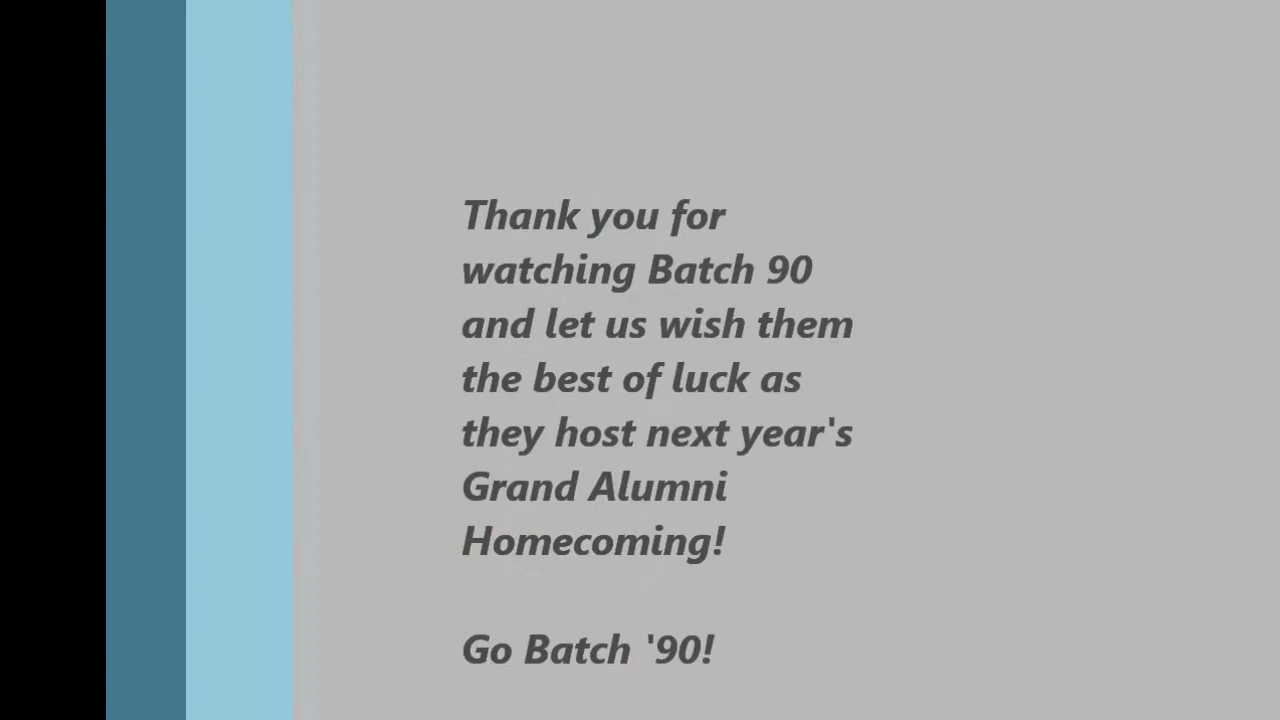 Thank you for
watching Batch 90
and let us wish them
the best of luck as
they host next year's
Grand Alumni
Homecoming!
Go Batch '90!